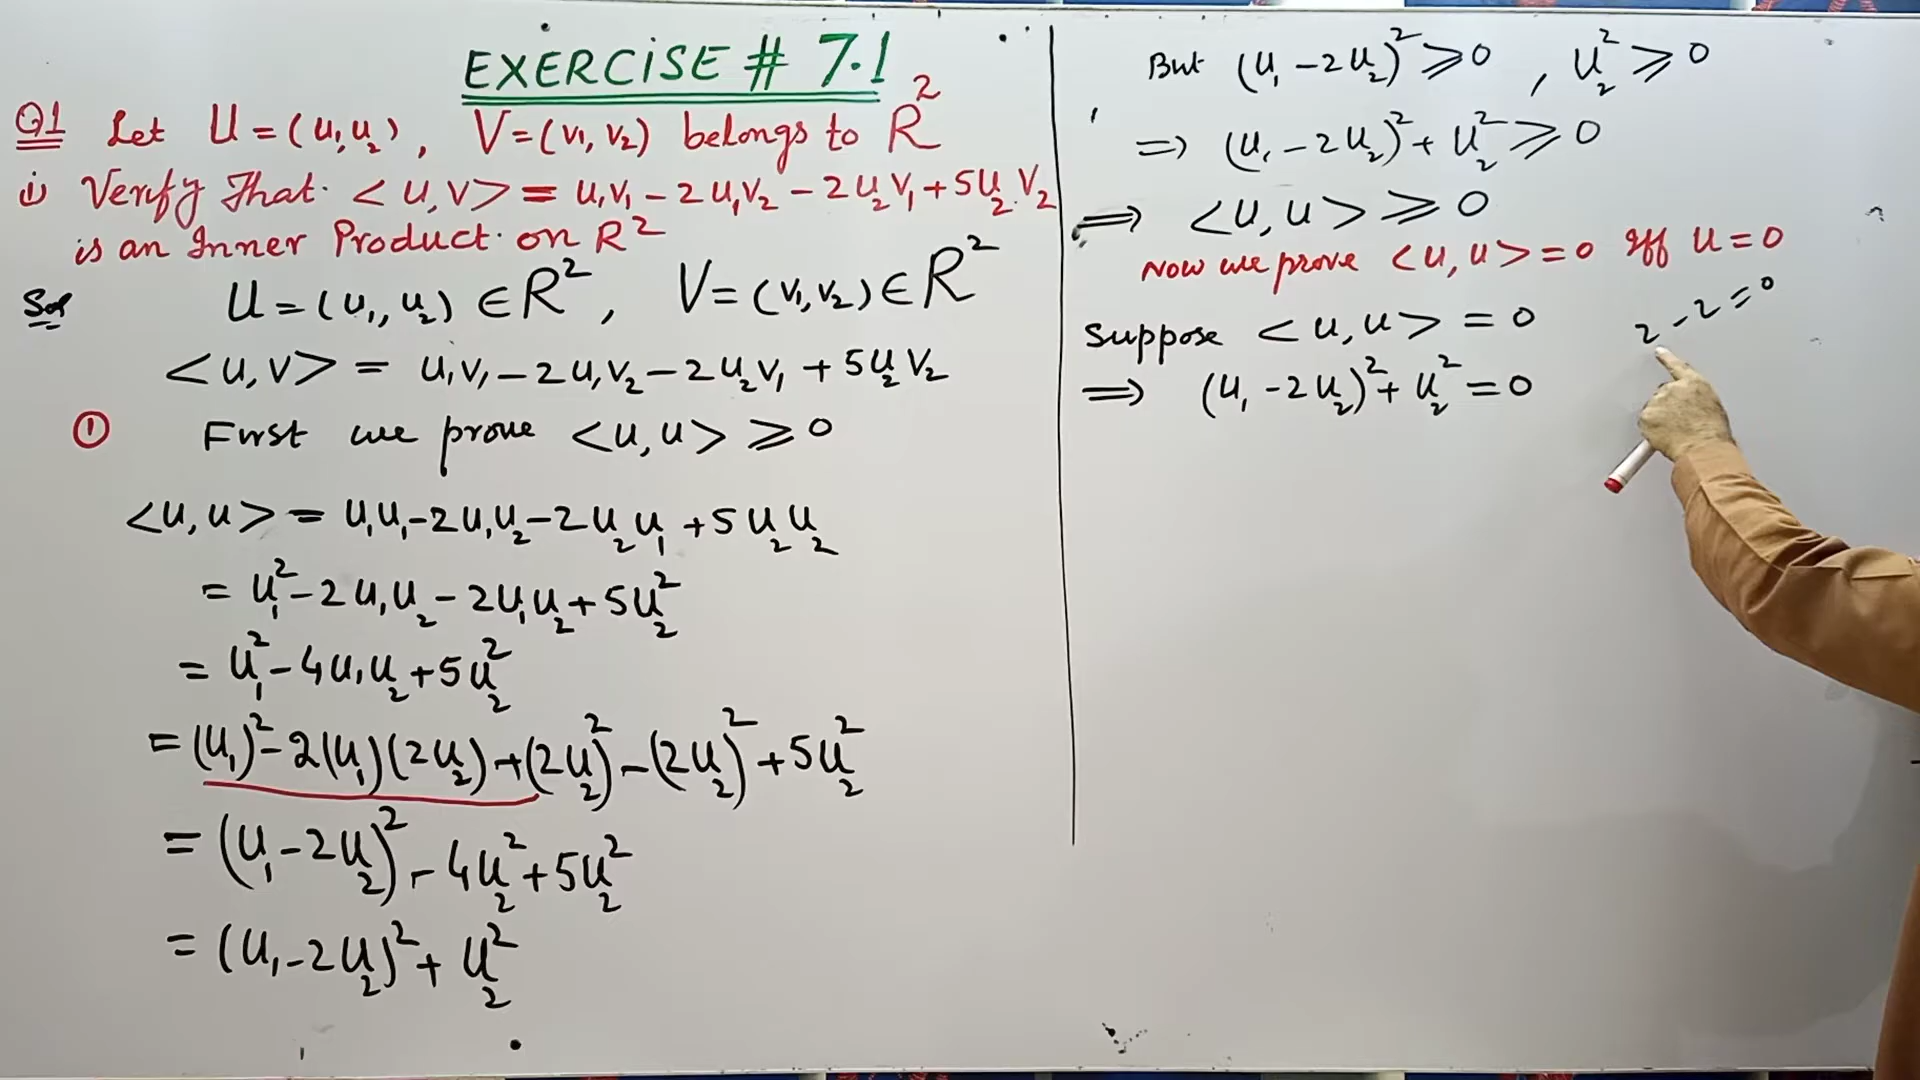 EXERCISE # 7.1
Q1 Let U = (u₁,u₂), V = (v₁, v₂) belongs to R²
i) Verify That. <u,v> = u₁v₁ - 2u₁v₂ - 2u₂v₁ + 5u₂.v₂
is an Inner Product. on R²
Sol U = (u₁, u₂) ∈ R², V = (v₁, v₂) ∈ R²
<u,v> = u₁v₁ - 2u₁v₂ - 2u₂v₁ + 5u₂v₂
① First we prove <u,u> ⩾ 0
<u,u> = u₁u₁ - 2u₁u₂ - 2u₂u₁ + 5u₂u₂
= u₁² - 2u₁u₂ - 2u₁u₂ + 5u₂²
= u₁² - 4u₁u₂ + 5u₂²
= (u₁)² - 2(u₁)(2u₂) + (2u₂)² - (2u₂)² + 5u₂²
= (u₁ - 2u₂)² - 4u₂² + 5u₂²
= (u₁ - 2u₂)² + u₂²
But (u₁ - 2u₂)² ⩾ 0, u₂² ⩾ 0
=> (u₁ - 2u₂)² + u₂² ⩾ 0
=> <u,u> ⩾ 0
Now we prove <u,u> = 0 iff u = 0
Suppose <u,u> = 0
2 - 2 = 0
=> (u₁ - 2u₂)² + u₂² = 0